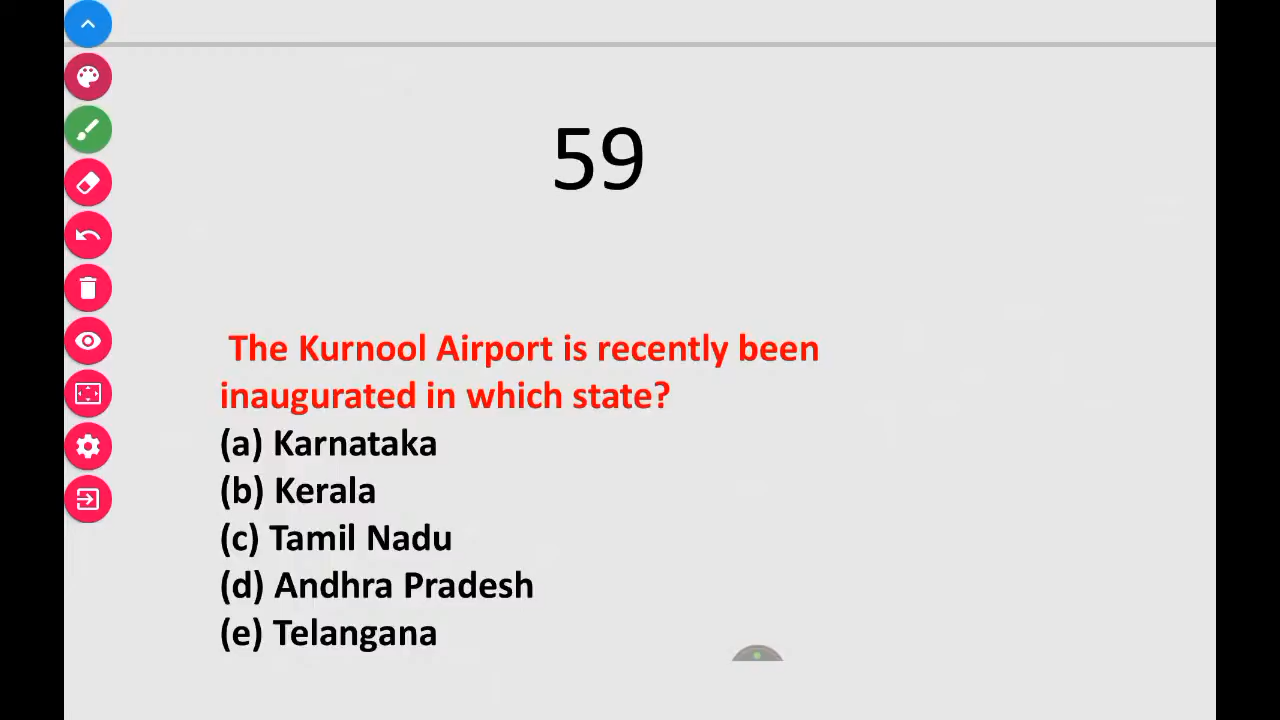 59
The Kurnool Airport is recently been
inaugurated in which state?
(a) Karnataka
(b) Kerala
(c) Tamil Nadu
(d) Andhra Pradesh
(e) Telangana